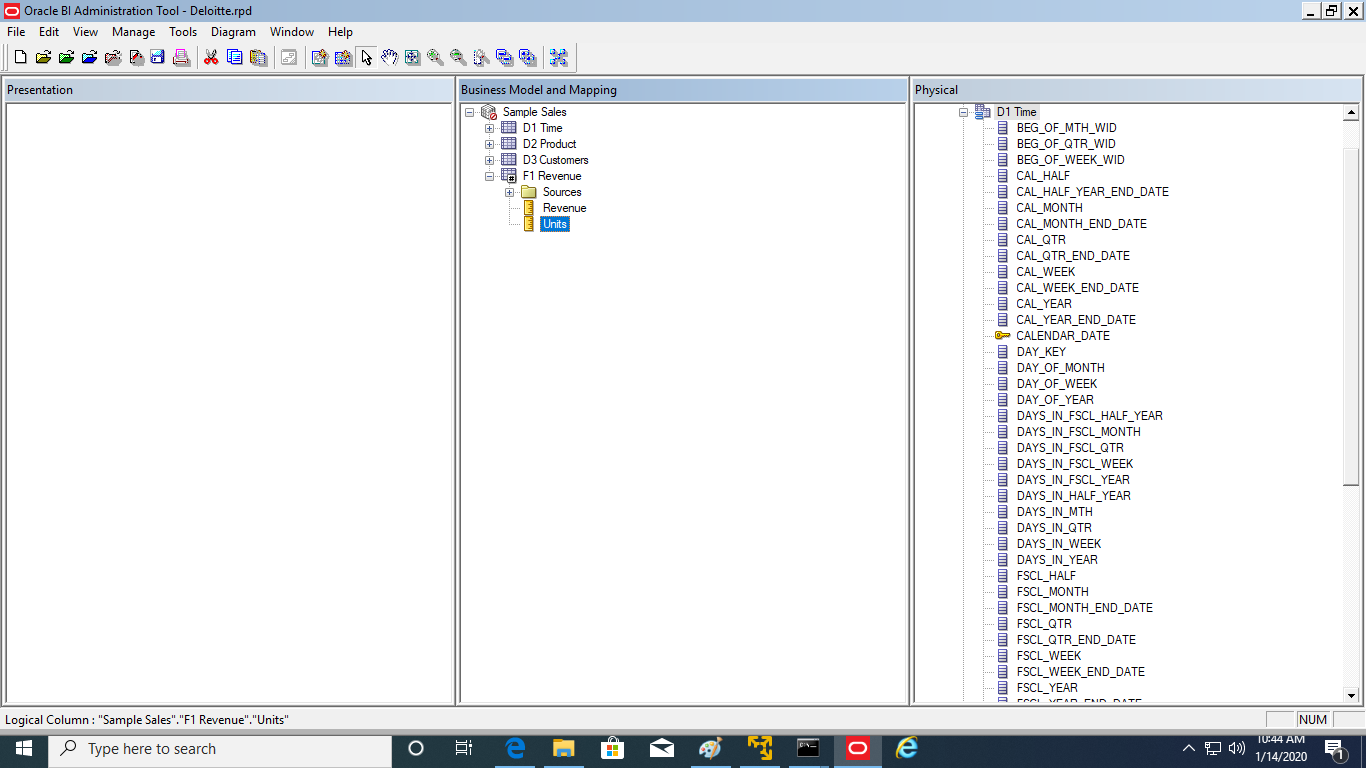 Oracle BI Administration Tool - Deloitte.rpd
File Edit View Manage Tools Diagram Window Help
Presentation
Business Model and Mapping
Sample Sales
D1 Time
D2 Product
D3 Customers
F1 Revenue
Sources
Revenue
Units
Physical
D1 Time
BEG_OF_MTH_WID
BEG_OF_QTR_WID
BEG_OF_WEEK_WID
CAL_HALF
CAL_HALF_YEAR_END_DATE
CAL_MONTH
CAL_MONTH_END_DATE
CAL_QTR
CAL_QTR_END_DATE
CAL_WEEK
CAL_WEEK_END_DATE
CAL_YEAR
CAL_YEAR_END_DATE
CALENDAR_DATE
DAY_KEY
DAY_OF_MONTH
DAY_OF_WEEK
DAY_OF_YEAR
DAYS_IN_FSCL_HALF_YEAR
DAYS_IN_FSCL_MONTH
DAYS_IN_FSCL_QTR
DAYS_IN_FSCL_WEEK
DAYS_IN_FSCL_YEAR
DAYS_IN_HALF_YEAR
DAYS_IN_MTH
DAYS_IN_QTR
DAYS_IN_WEEK
DAYS_IN_YEAR
FSCL_HALF
FSCL_MONTH
FSCL_MONTH_END_DATE
FSCL_QTR
FSCL_QTR_END_DATE
FSCL_WEEK
FSCL_WEEK_END_DATE
FSCL_YEAR
FSCL_YEAR_END_DATE
Logical Column : "Sample Sales"."F1 Revenue"."Units"
NUM
Type here to search
10:44 AM
1/14/2020
1